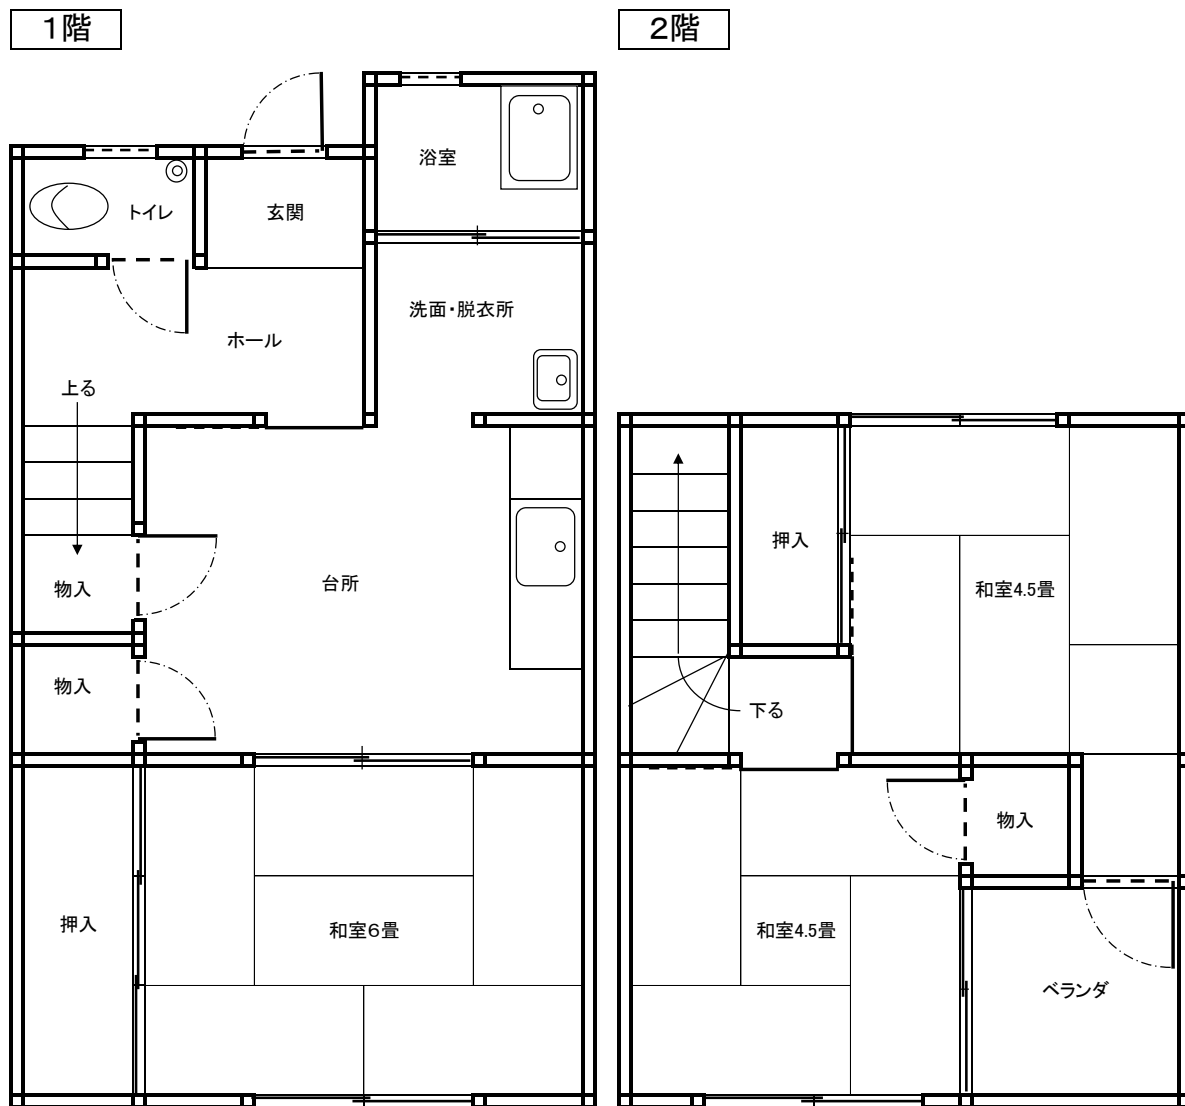 1階
浴室
トイレ
玄関
洗面・脱衣所
ホール
上る
台所
物入
物入
押入
和室6畳
2階
押入
和室4.5畳
下る
物入
和室4.5畳
ベランダ